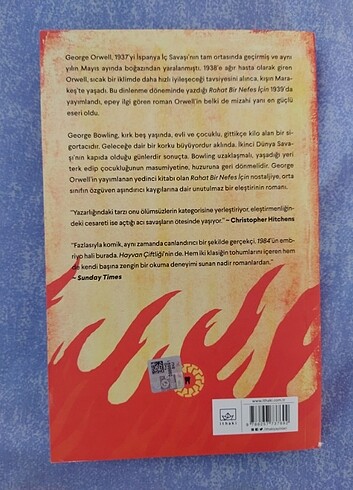 George Orwell, 1937'yi İspanya İç Savaşı'nın tam ortasında geçirmiş ve aynı
yılın Mayıs ayında boğazından yaralanmıştı. 1938'e ağır hasta olarak giren
Orwell, sıcak bir iklimde daha hızlı iyileşeceği tavsiyesini alınca, kışın Mara-
keş'te yaşadı. Bu dinlenme döneminde yazdığı Rahat Bir Nefes İçin 1939'da
yayımlandı, epey ilgi gören roman Orwell'in belki de mizahi yanı en güçlü
eseri oldu.
George Bowling, kırk beş yaşında, evli ve çocuklu, gittikçe kilo alan bir si-
gortacıdır. Geleceğe dair bir korku büyüyordur aklında. İkinci Dünya Sava-
şı'nın kapıda olduğu günlerdir sonuçta. Bowling uzaklaşmalı, yaşadığı yeri
terk edip çocukluğunun masumiyetine, huzuruna geri dönmelidir. George
Orwell'in yayımlanan yedinci kitabı olan Rahat Bir Nefes İçin nostaljiye, orta
sınıfın özgüven aşındırıcı kaygılarına dair unutulmaz bir eleştirinin romanı.
"Yazarlığındaki tarzı onu ölümsüzlerin kategorisine yerleştiriyor, eleştirmenliğin-
deki cesareti ise açtığı acı savaşların ötesinde yaşıyor." – Christopher Hitchens
"Fazlasıyla komik, aynı zamanda canlandırıcı bir şekilde gerçekçi. 1984'ün emb-
riyo hali burada. Hayvan Çiftliği'nin de. Hem iki klasiğin tohumlarını içeren hem
de kendi başına zengin bir okuma deneyimi sunan nadir romanlardan."
– Sunday Times
www.ithaki.com.tr
İTHAKİ